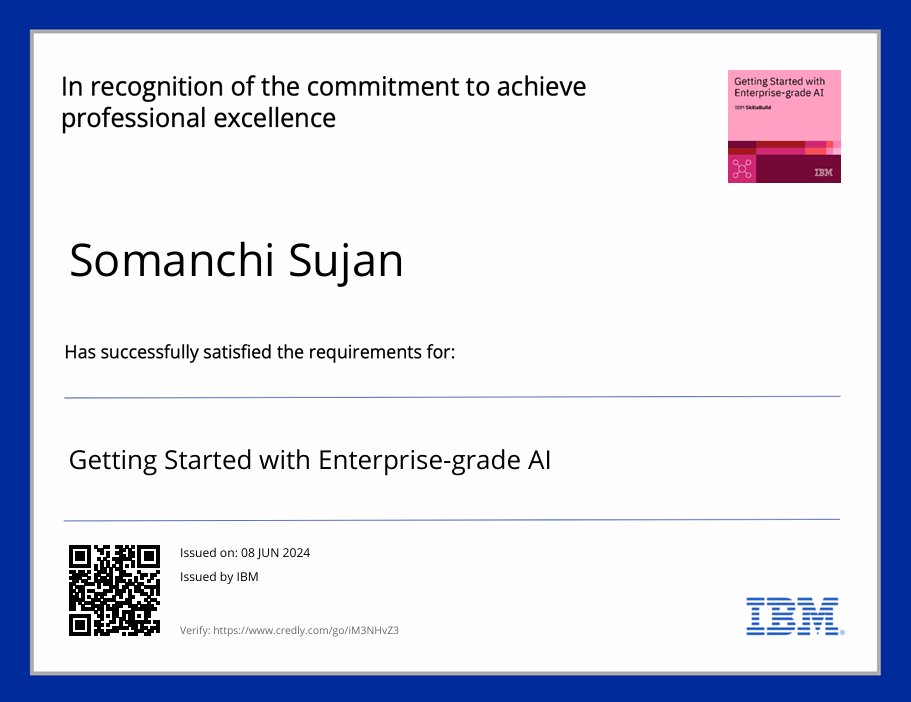 In recognition of the commitment to achieve
professional excellence
Getting Started with
Enterprise-grade AI
IBM SkillsBuild
IBM
Somanchi Sujan
Has successfully satisfied the requirements for:
Getting Started with Enterprise-grade AI
Issued on: 08 JUN 2024
Issued by IBM
Verify: https://www.credly.com/go/iM3NHvZ3
IBM®